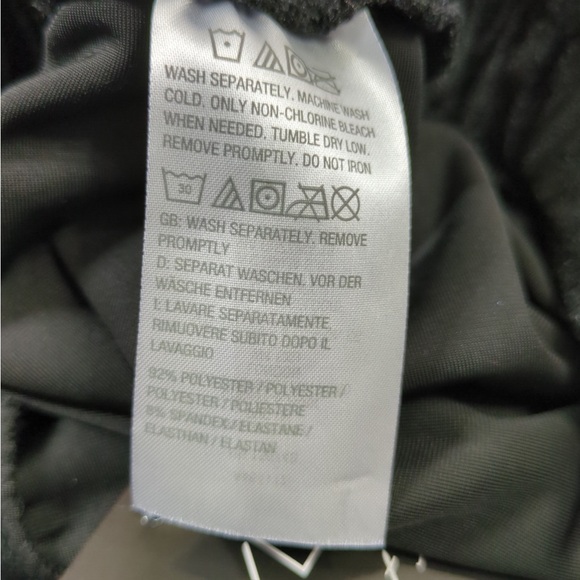 WASH SEPARATELY. MACHINE WASH
COLD. ONLY NON-CHLORINE BLEACH
WHEN NEEDED. TUMBLE DRY LOW.
REMOVE PROMPTLY. DO NOT IRON
30
GB: WASH SEPARATELY. REMOVE
PROMPTLY
D: SEPARAT WASCHEN. VOR DER
WÄSCHE ENTFERNEN
I: LAVARE SEPARATAMENTE.
RIMUOVERE SUBITO DOPO IL
LAVAGGIO
92% POLYESTER / POLYESTER /
POLYESTER / POLIESTERE
8% SPANDEX / ELASTANE /
ELASTHAN / ELASTAN